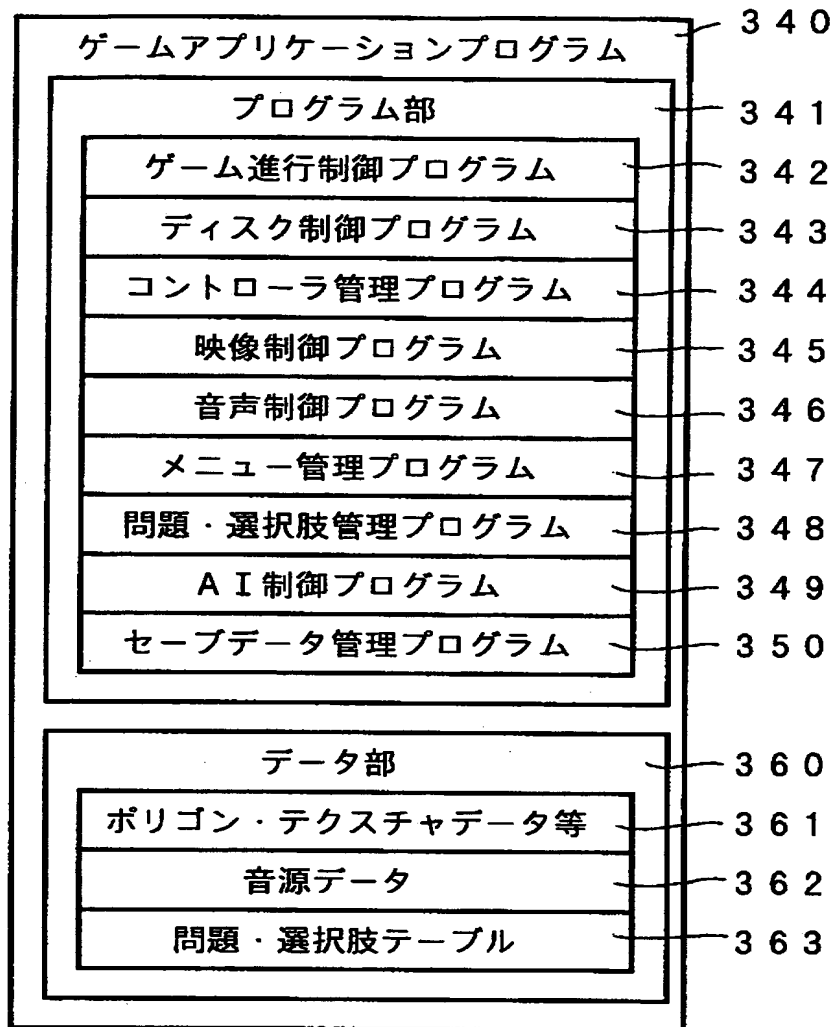 ゲームアプリケーションプログラム 340
プログラム部 341
ゲーム進行制御プログラム 342
ディスク制御プログラム 343
コントローラ管理プログラム 344
映像制御プログラム 345
音声制御プログラム 346
メニュー管理プログラム 347
問題・選択肢管理プログラム 348
AI制御プログラム 349
セーブデータ管理プログラム 350
データ部 360
ポリゴン・テクスチャデータ等 361
音源データ 362
問題・選択肢テーブル 363